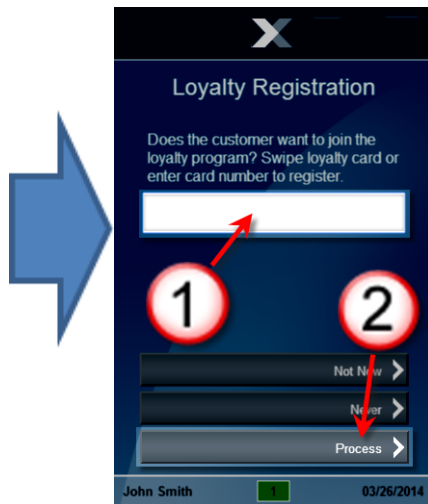 Loyalty Registration
Does the customer want to join the
loyalty program? Swipe loyalty card or
enter card number to register.
1
2
Not Now
Never
Process
John Smith 1 03/26/2014